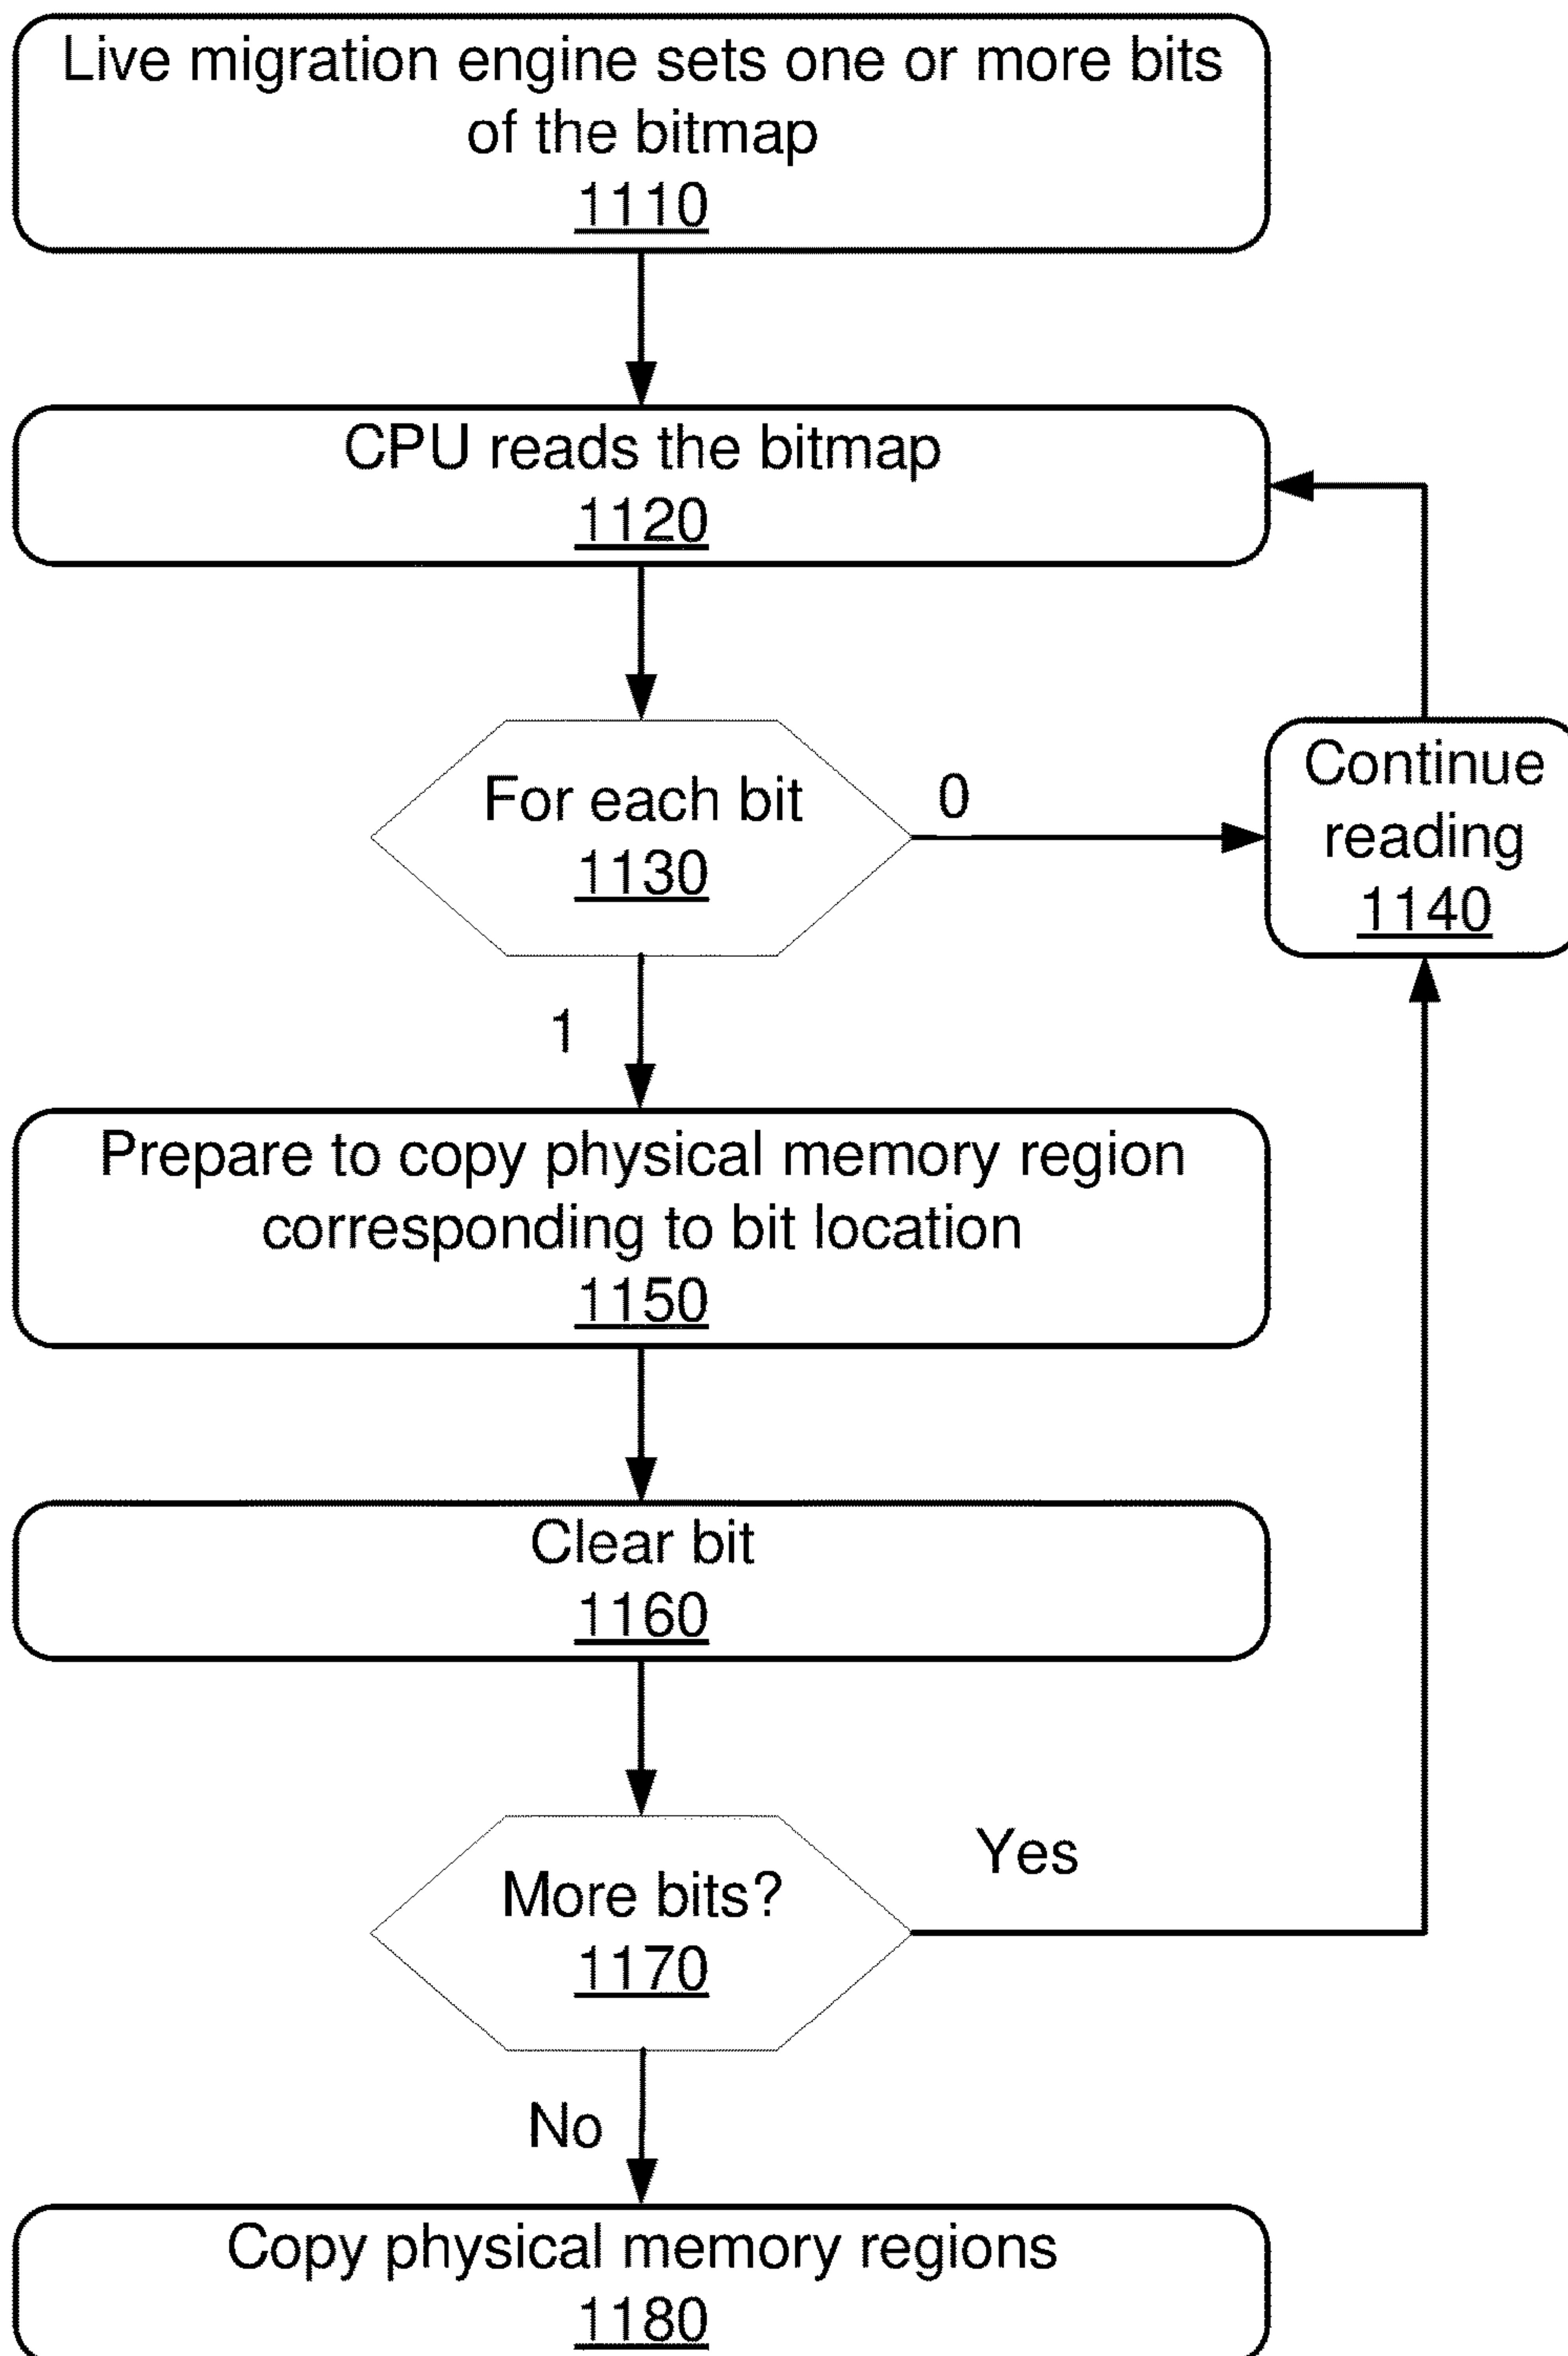 Live migration engine sets one or more bits
of the bitmap
1110
CPU reads the bitmap
1120
For each bit
1130
0
Continue
reading
1140
1
Prepare to copy physical memory region
corresponding to bit location
1150
Clear bit
1160
More bits?
1170
Yes
No
Copy physical memory regions
1180